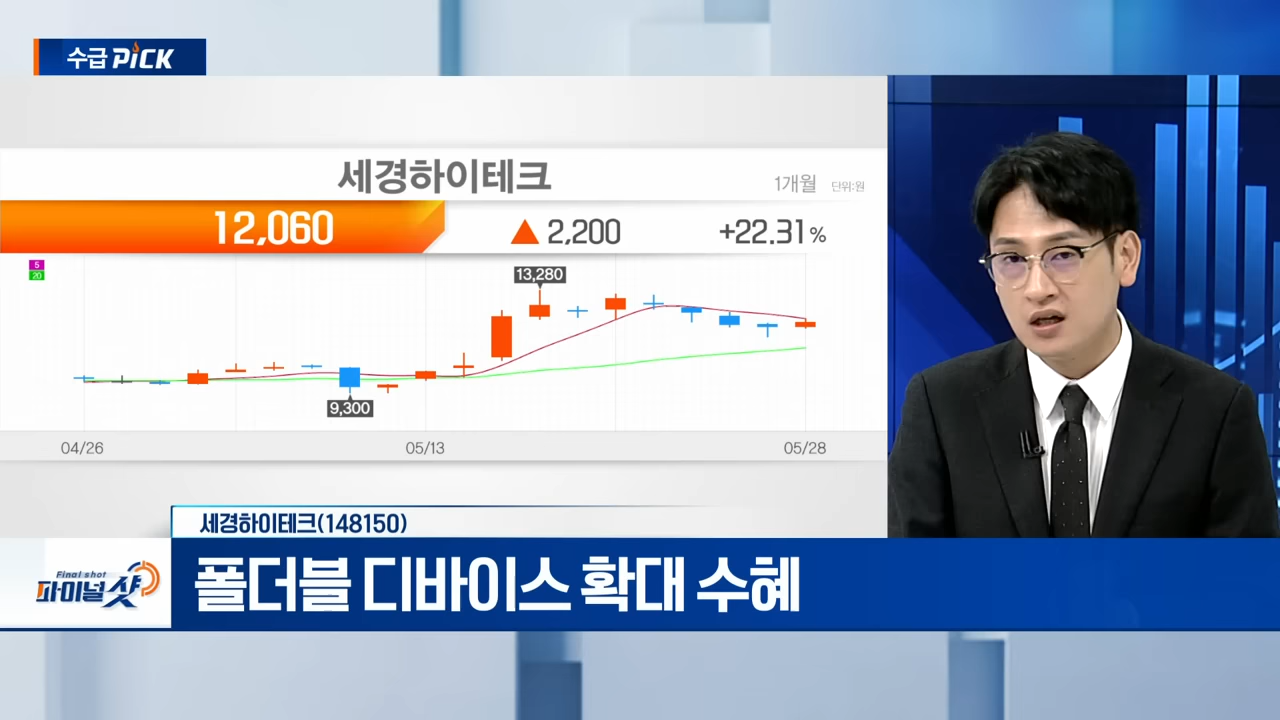 수급 PiCK
세경하이테크
1개월 단위:원
12,060 ▲ 2,200 +22.31%
5
20
13,280
9,300
04/26 05/13 05/28
세경하이테크(148150)
Final shot
파이널샷
폴더블 디바이스 확대 수혜